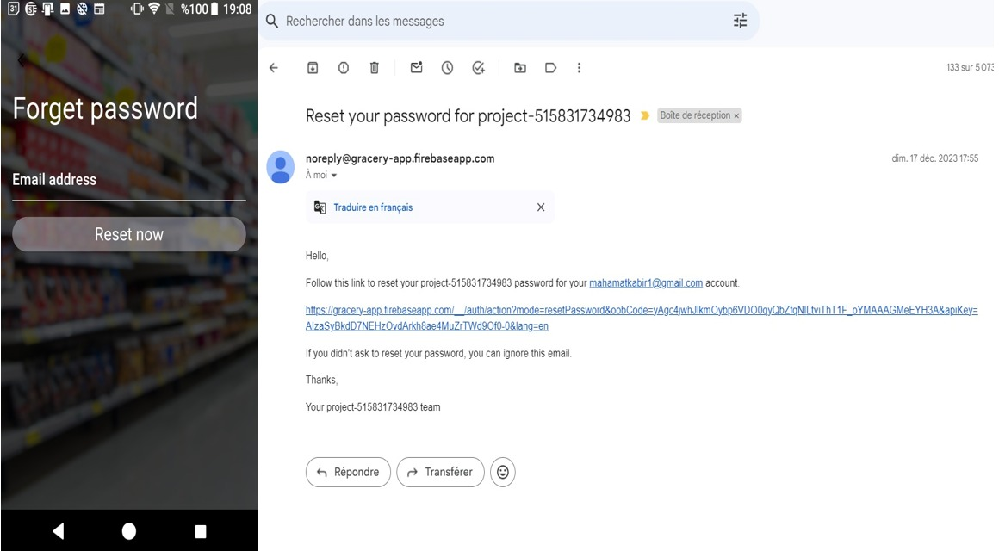 31
%100 19:08
Forget password
Email address
Reset now
Rechercher dans les messages
133 sur 5 073
Reset your password for project-515831734983
Boîte de réception ×
noreply@gracery-app.firebaseapp.com
dim. 17 déc. 2023 17:55
À moi
Traduire en français
Hello,
Follow this link to reset your project-515831734983 password for your mahamatkabir1@gmail.com account.
https://gracery-app.firebaseapp.com/__/auth/action?mode=resetPassword&oobCode=yAgc4jwhJlkmOybp6VDO0qyQbZfqNlLtviThT1F_oYMAAAGMeEYH3A&apiKey=
AlzaSyBkdD7NEHzOvdArkh8ae4MuZrTWd9Of0-0&lang=en
If you didn't ask to reset your password, you can ignore this email.
Thanks,
Your project-515831734983 team
Répondre
Transférer